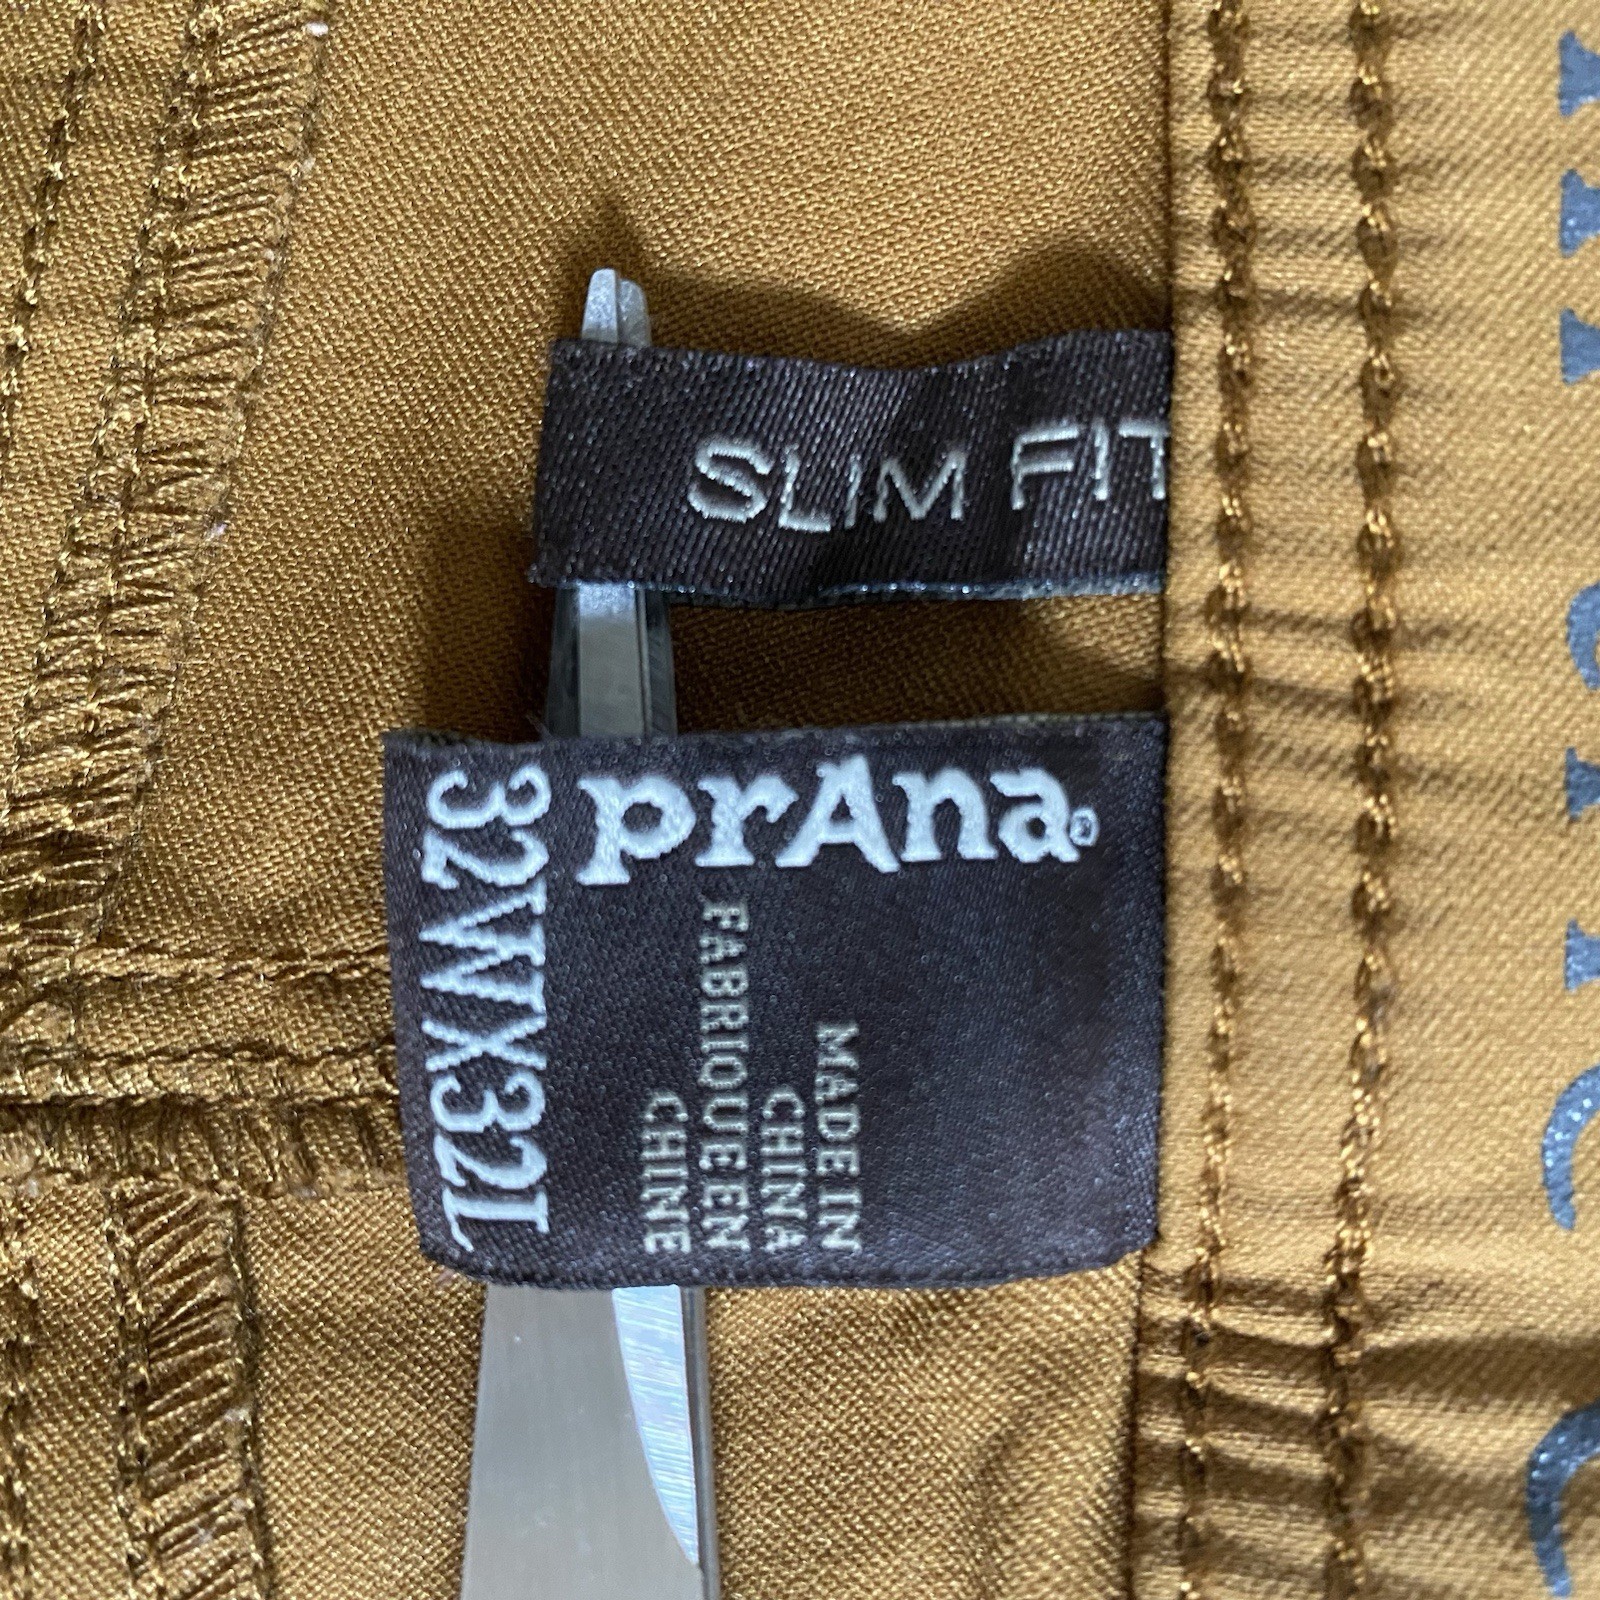 SLIM FIT
prAna®
32WX32L
MADE IN
CHINA
FABRIQUE EN
CHINE